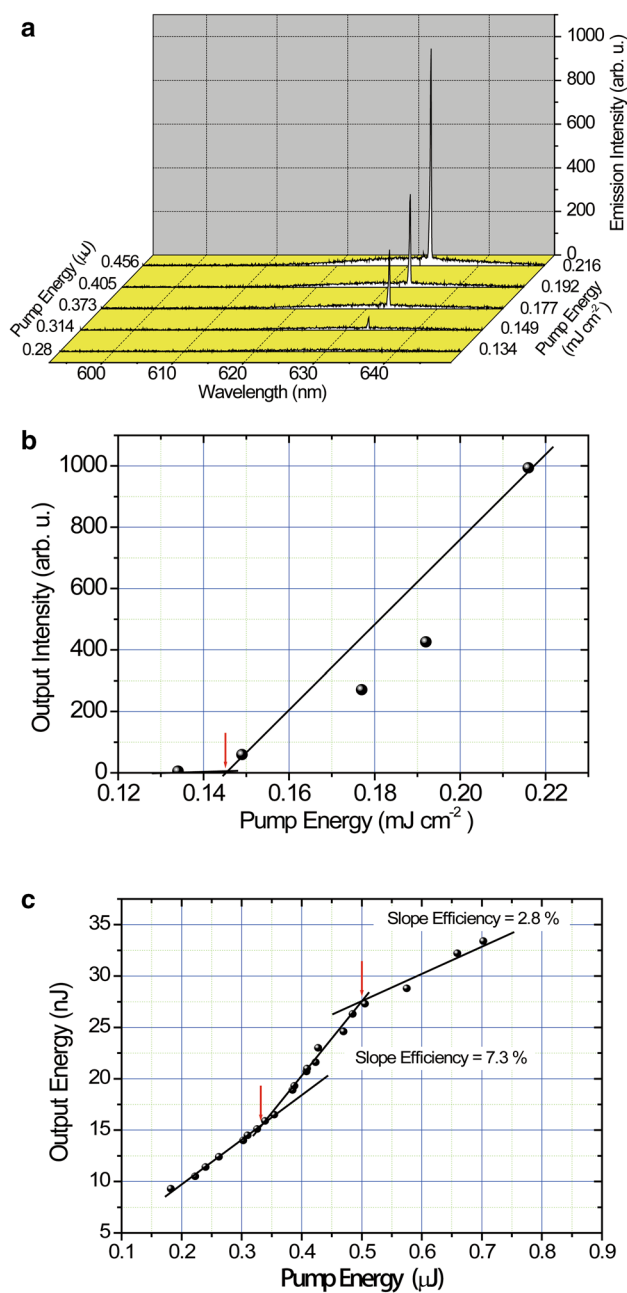 a
1000
800
600
400
200
0
Emission Intensity (arb. u.)
Pump Energy (μJ)
0.456
0.405
0.373
0.314
0.28
0.216
0.192
0.177
0.149
0.134
Pump Energy
(mJ cm-2)
600 610 620 630 640
Wavelength (nm)
b
1000
800
600
400
200
0
Output Intensity (arb. u.)
0.12 0.14 0.16 0.18 0.20 0.22
Pump Energy (mJ cm-2 )
c
35
30
25
20
15
10
5
Output Energy (nJ)
Slope Efficiency = 2.8 %
Slope Efficiency = 7.3 %
0.1 0.2 0.3 0.4 0.5 0.6 0.7 0.8 0.9
Pump Energy (μJ)